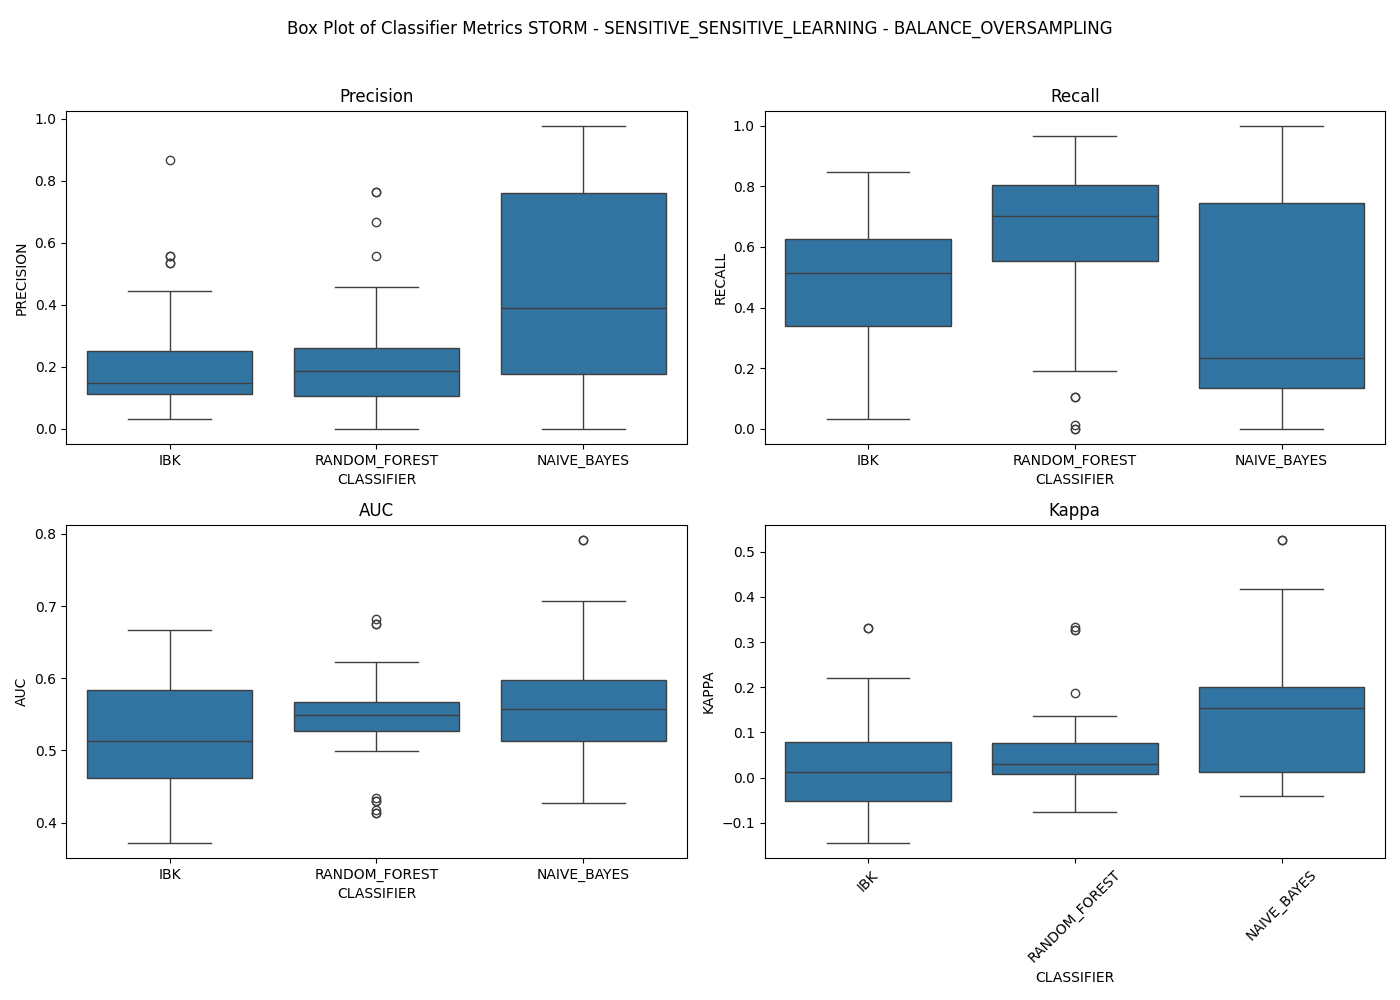 Box Plot of Classifier Metrics STORM - SENSITIVE_SENSITIVE_LEARNING - BALANCE_OVERSAMPLING
Precision
1.0
0.8
0.6
0.4
0.2
0.0
PRECISION
IBK RANDOM_FOREST NAIVE_BAYES
CLASSIFIER
Recall
1.0
0.8
0.6
0.4
0.2
0.0
RECALL
IBK RANDOM_FOREST NAIVE_BAYES
CLASSIFIER
AUC
0.8
0.7
0.6
0.5
0.4
AUC
IBK RANDOM_FOREST NAIVE_BAYES
CLASSIFIER
Kappa
0.5
0.4
0.3
0.2
0.1
0.0
−0.1
KAPPA
IBK RANDOM_FOREST NAIVE_BAYES
CLASSIFIER